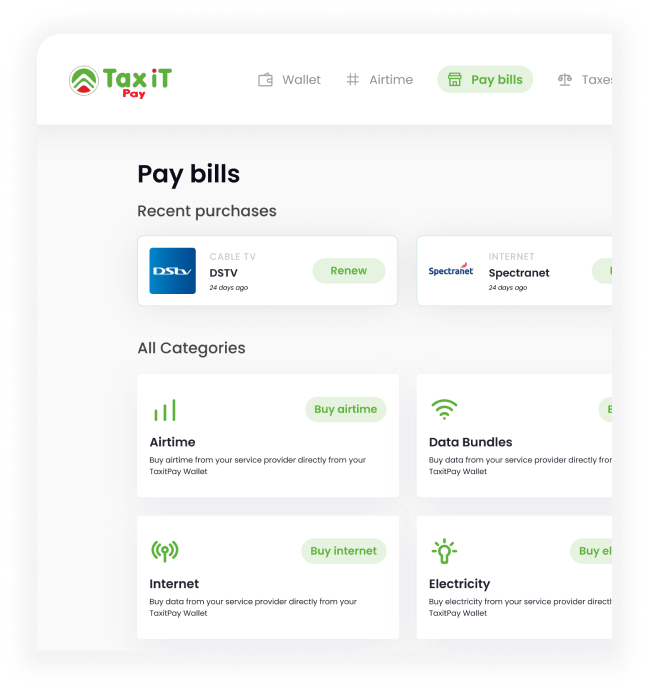 Tax iT
Pay
Wallet
Airtime
Pay bills
Taxes
Pay bills
Recent purchases
DStv
CABLE TV
DSTV
24 days ago
Renew
Spectranet
INTERNET
Spectranet
24 days ago
All Categories
Buy airtime
Airtime
Buy airtime from your service provider directly from your
TaxitPay Wallet
Data Bundles
Buy data from your service provider directly
TaxitPay Wallet
Buy internet
Internet
Buy data from your service provider directly from your
TaxitPay Wallet
Buy
Electricity
Buy electricity from your service provider
TaxitPay Wallet